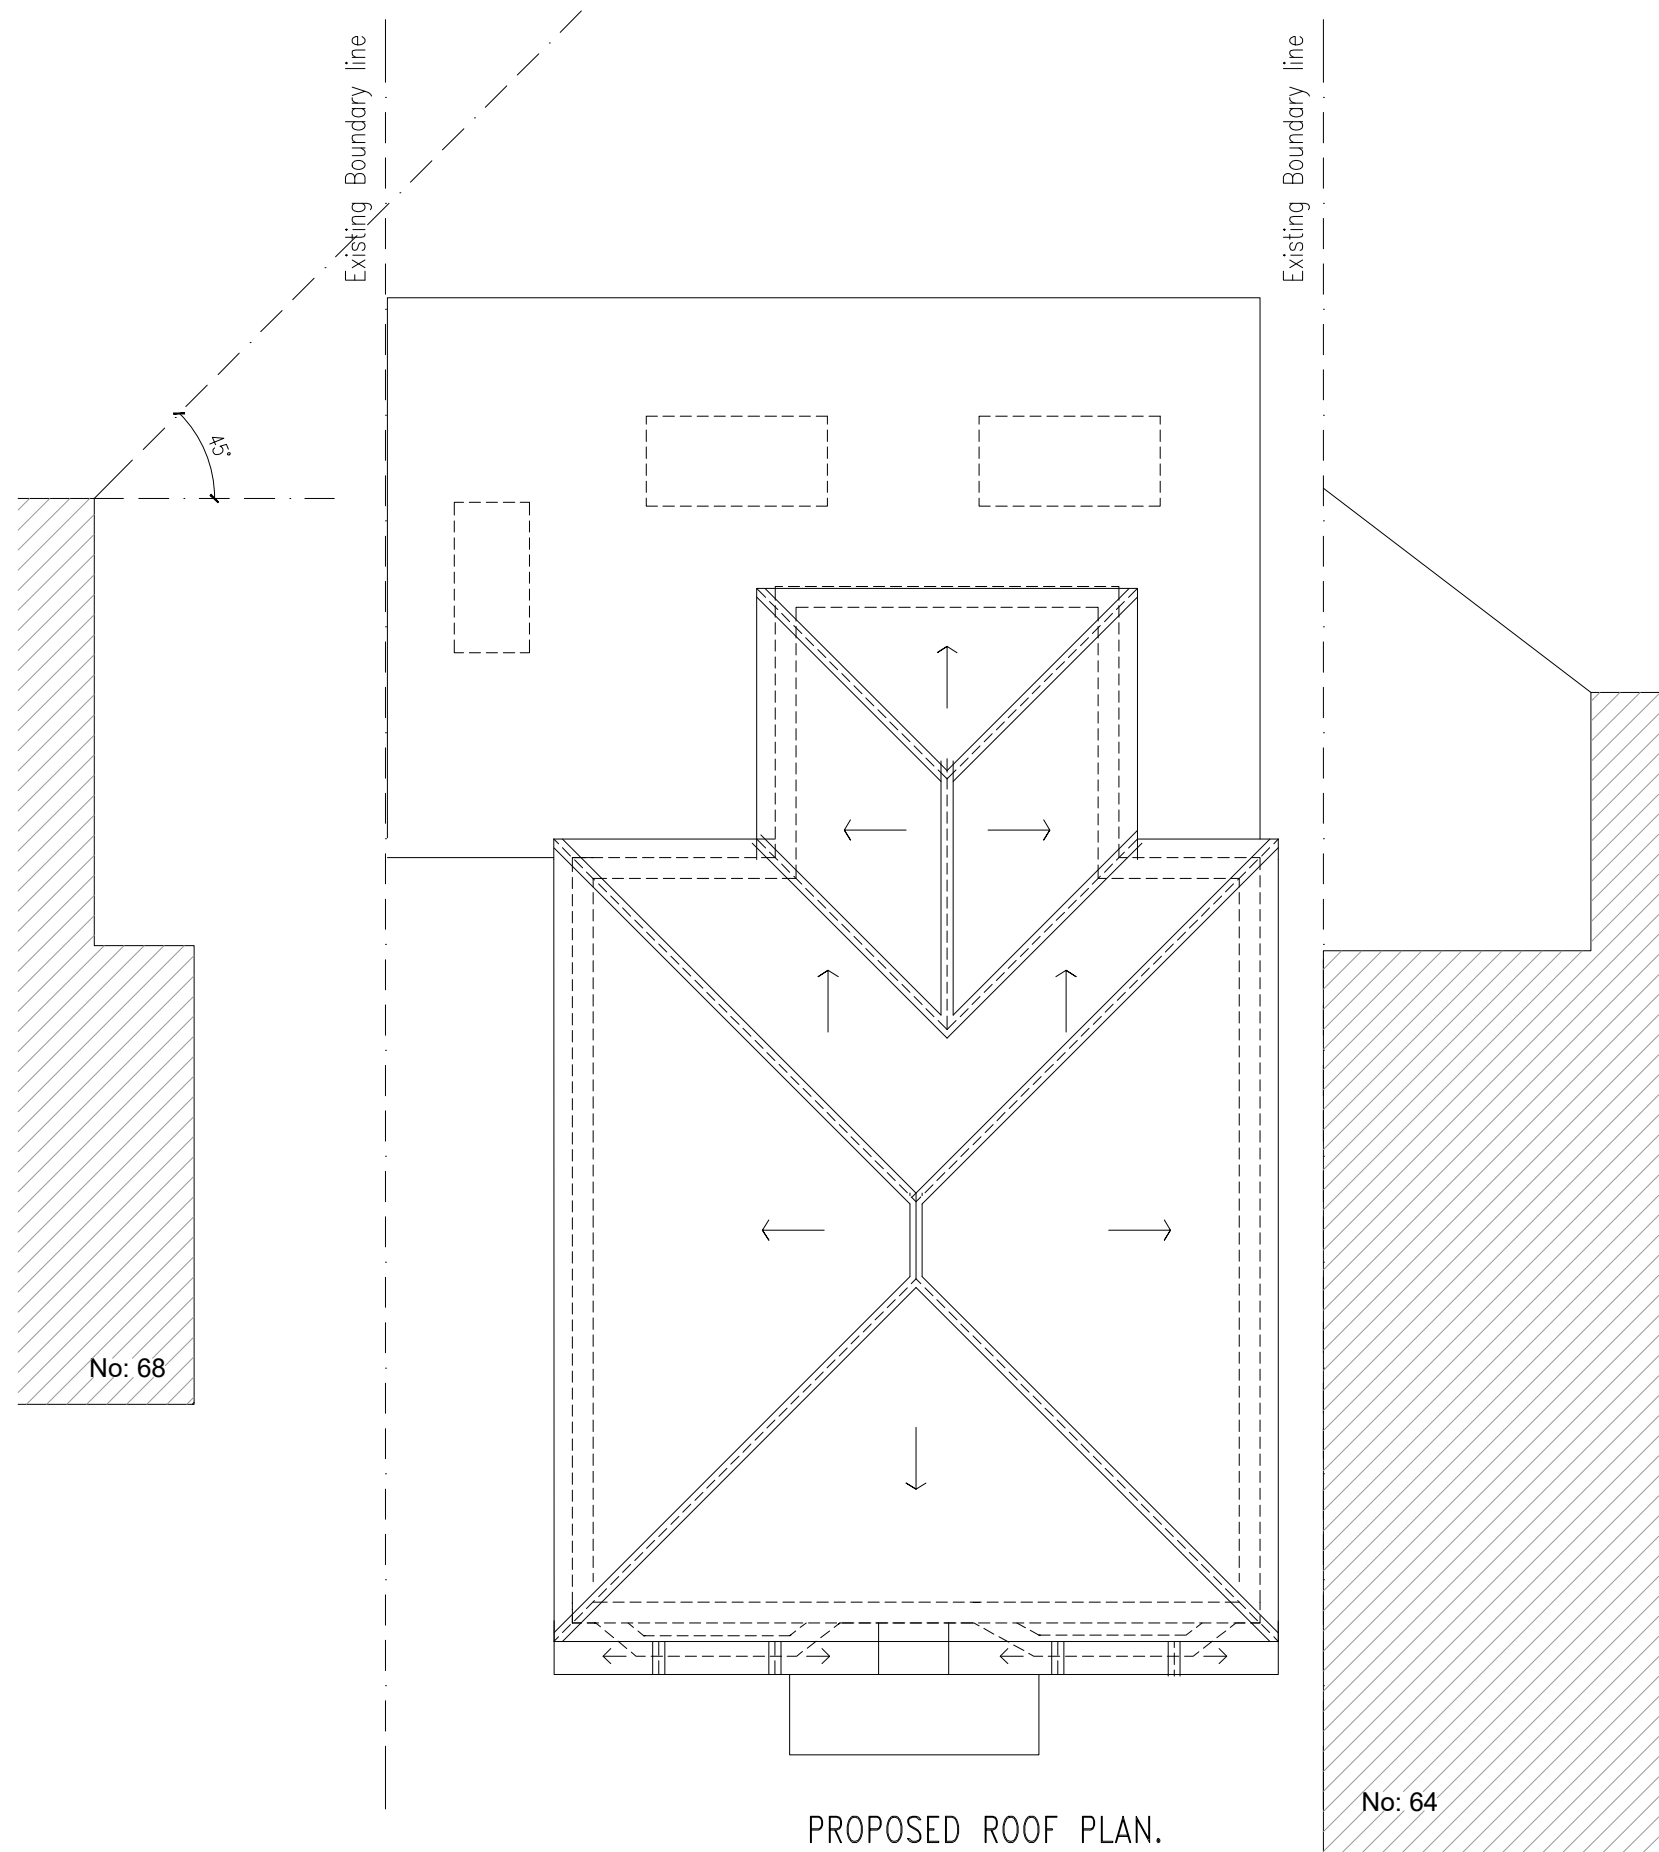 Existing Boundary line
Existing Boundary line
45°
No: 68
No: 64
PROPOSED ROOF PLAN.